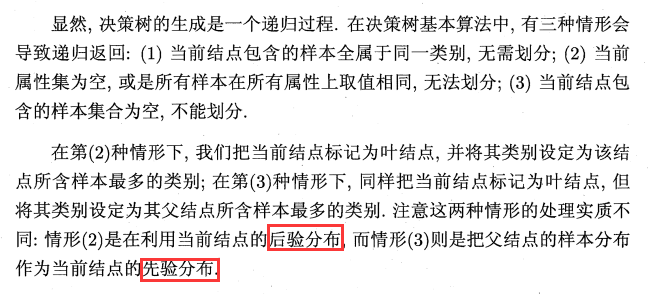 显然, 决策树的生成是一个递归过程. 在决策树基本算法中, 有三种情形会
导致递归返回: (1) 当前结点包含的样本全属于同一类别, 无需划分; (2) 当前
属性集为空, 或是所有样本在所有属性上取值相同, 无法划分; (3) 当前结点包
含的样本集合为空, 不能划分.
在第(2)种情形下, 我们把当前结点标记为叶结点, 并将其类别设定为该结
点所含样本最多的类别; 在第(3)种情形下, 同样把当前结点标记为叶结点, 但
将其类别设定为其父结点所含样本最多的类别. 注意这两种情形的处理实质不
同: 情形(2)是在利用当前结点的后验分布, 而情形(3)则是把父结点的样本分布
作为当前结点的先验分布.